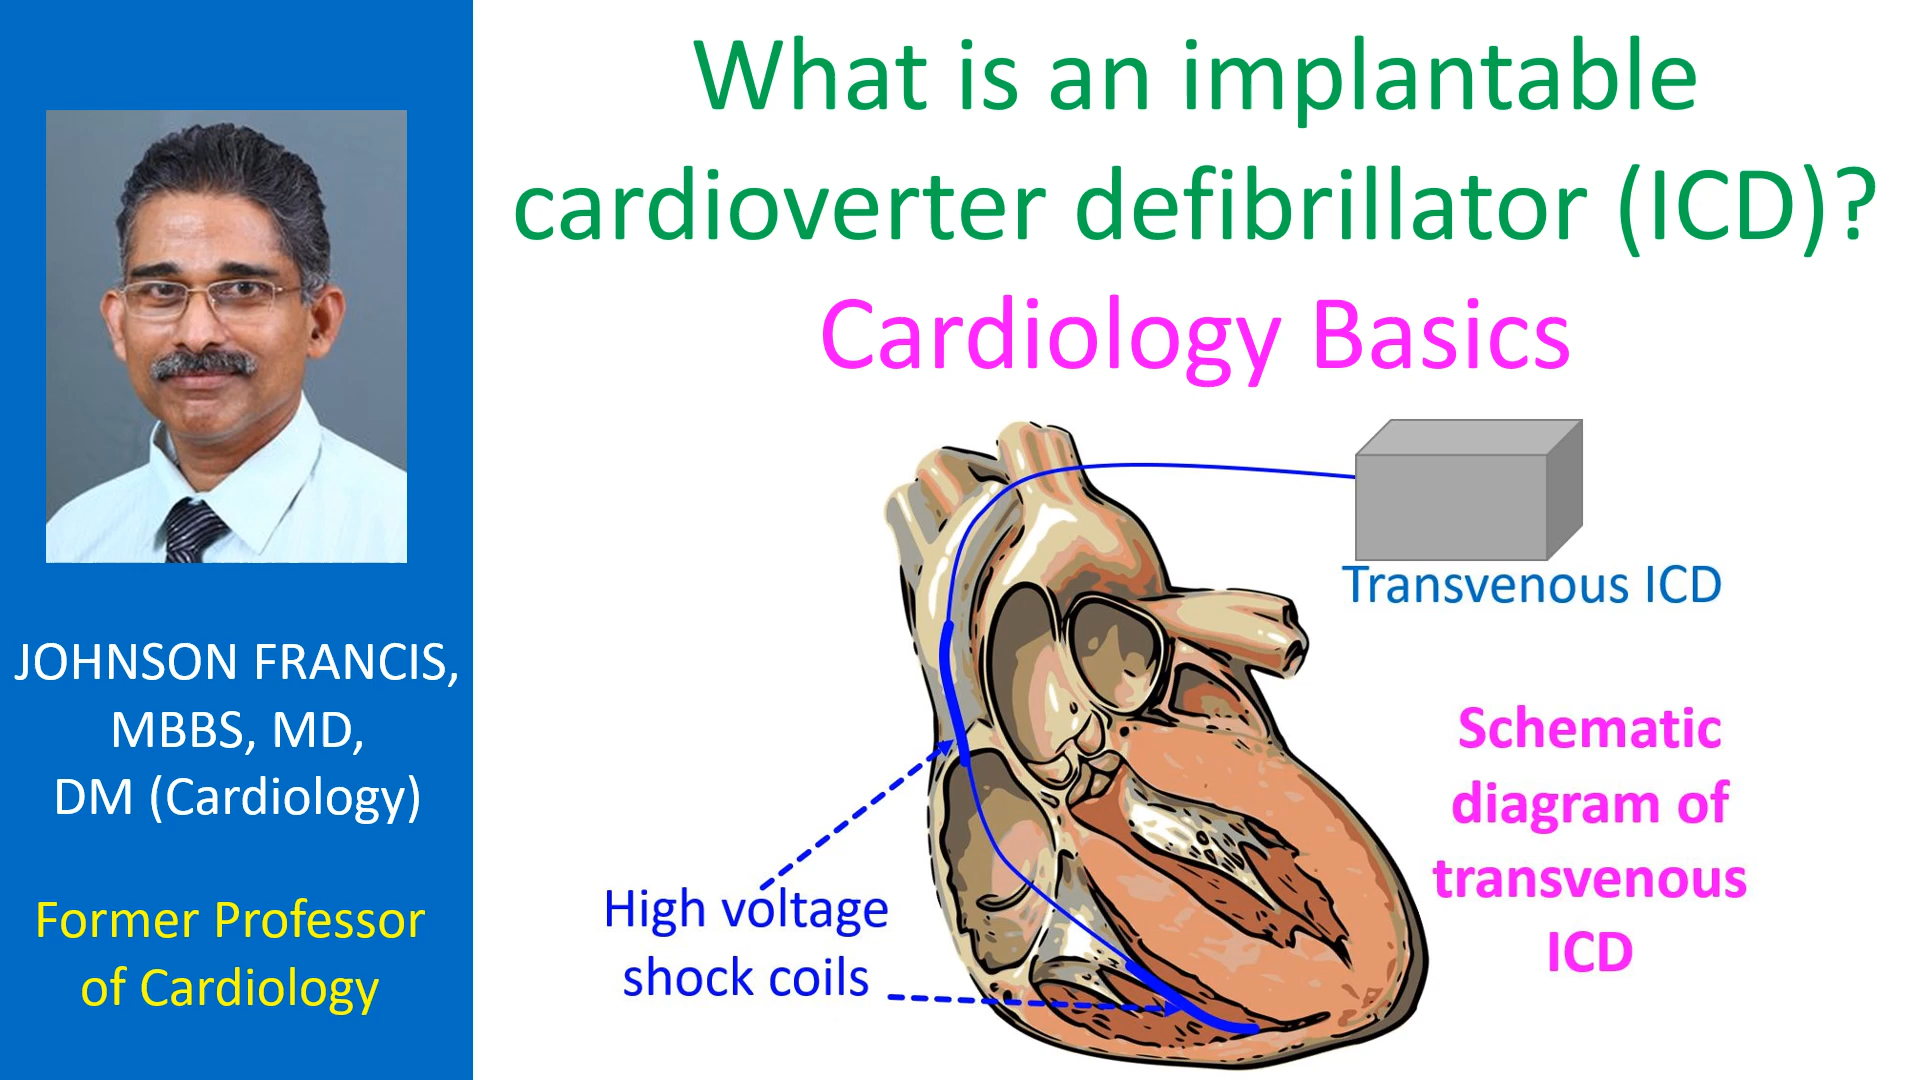 What is an implantable
cardioverter defibrillator (ICD)?
Cardiology Basics
JOHNSON FRANCIS,
MBBS, MD,
DM (Cardiology)
Former Professor
of Cardiology
Transvenous ICD
High voltage
shock coils
Schematic
diagram of
transvenous
ICD